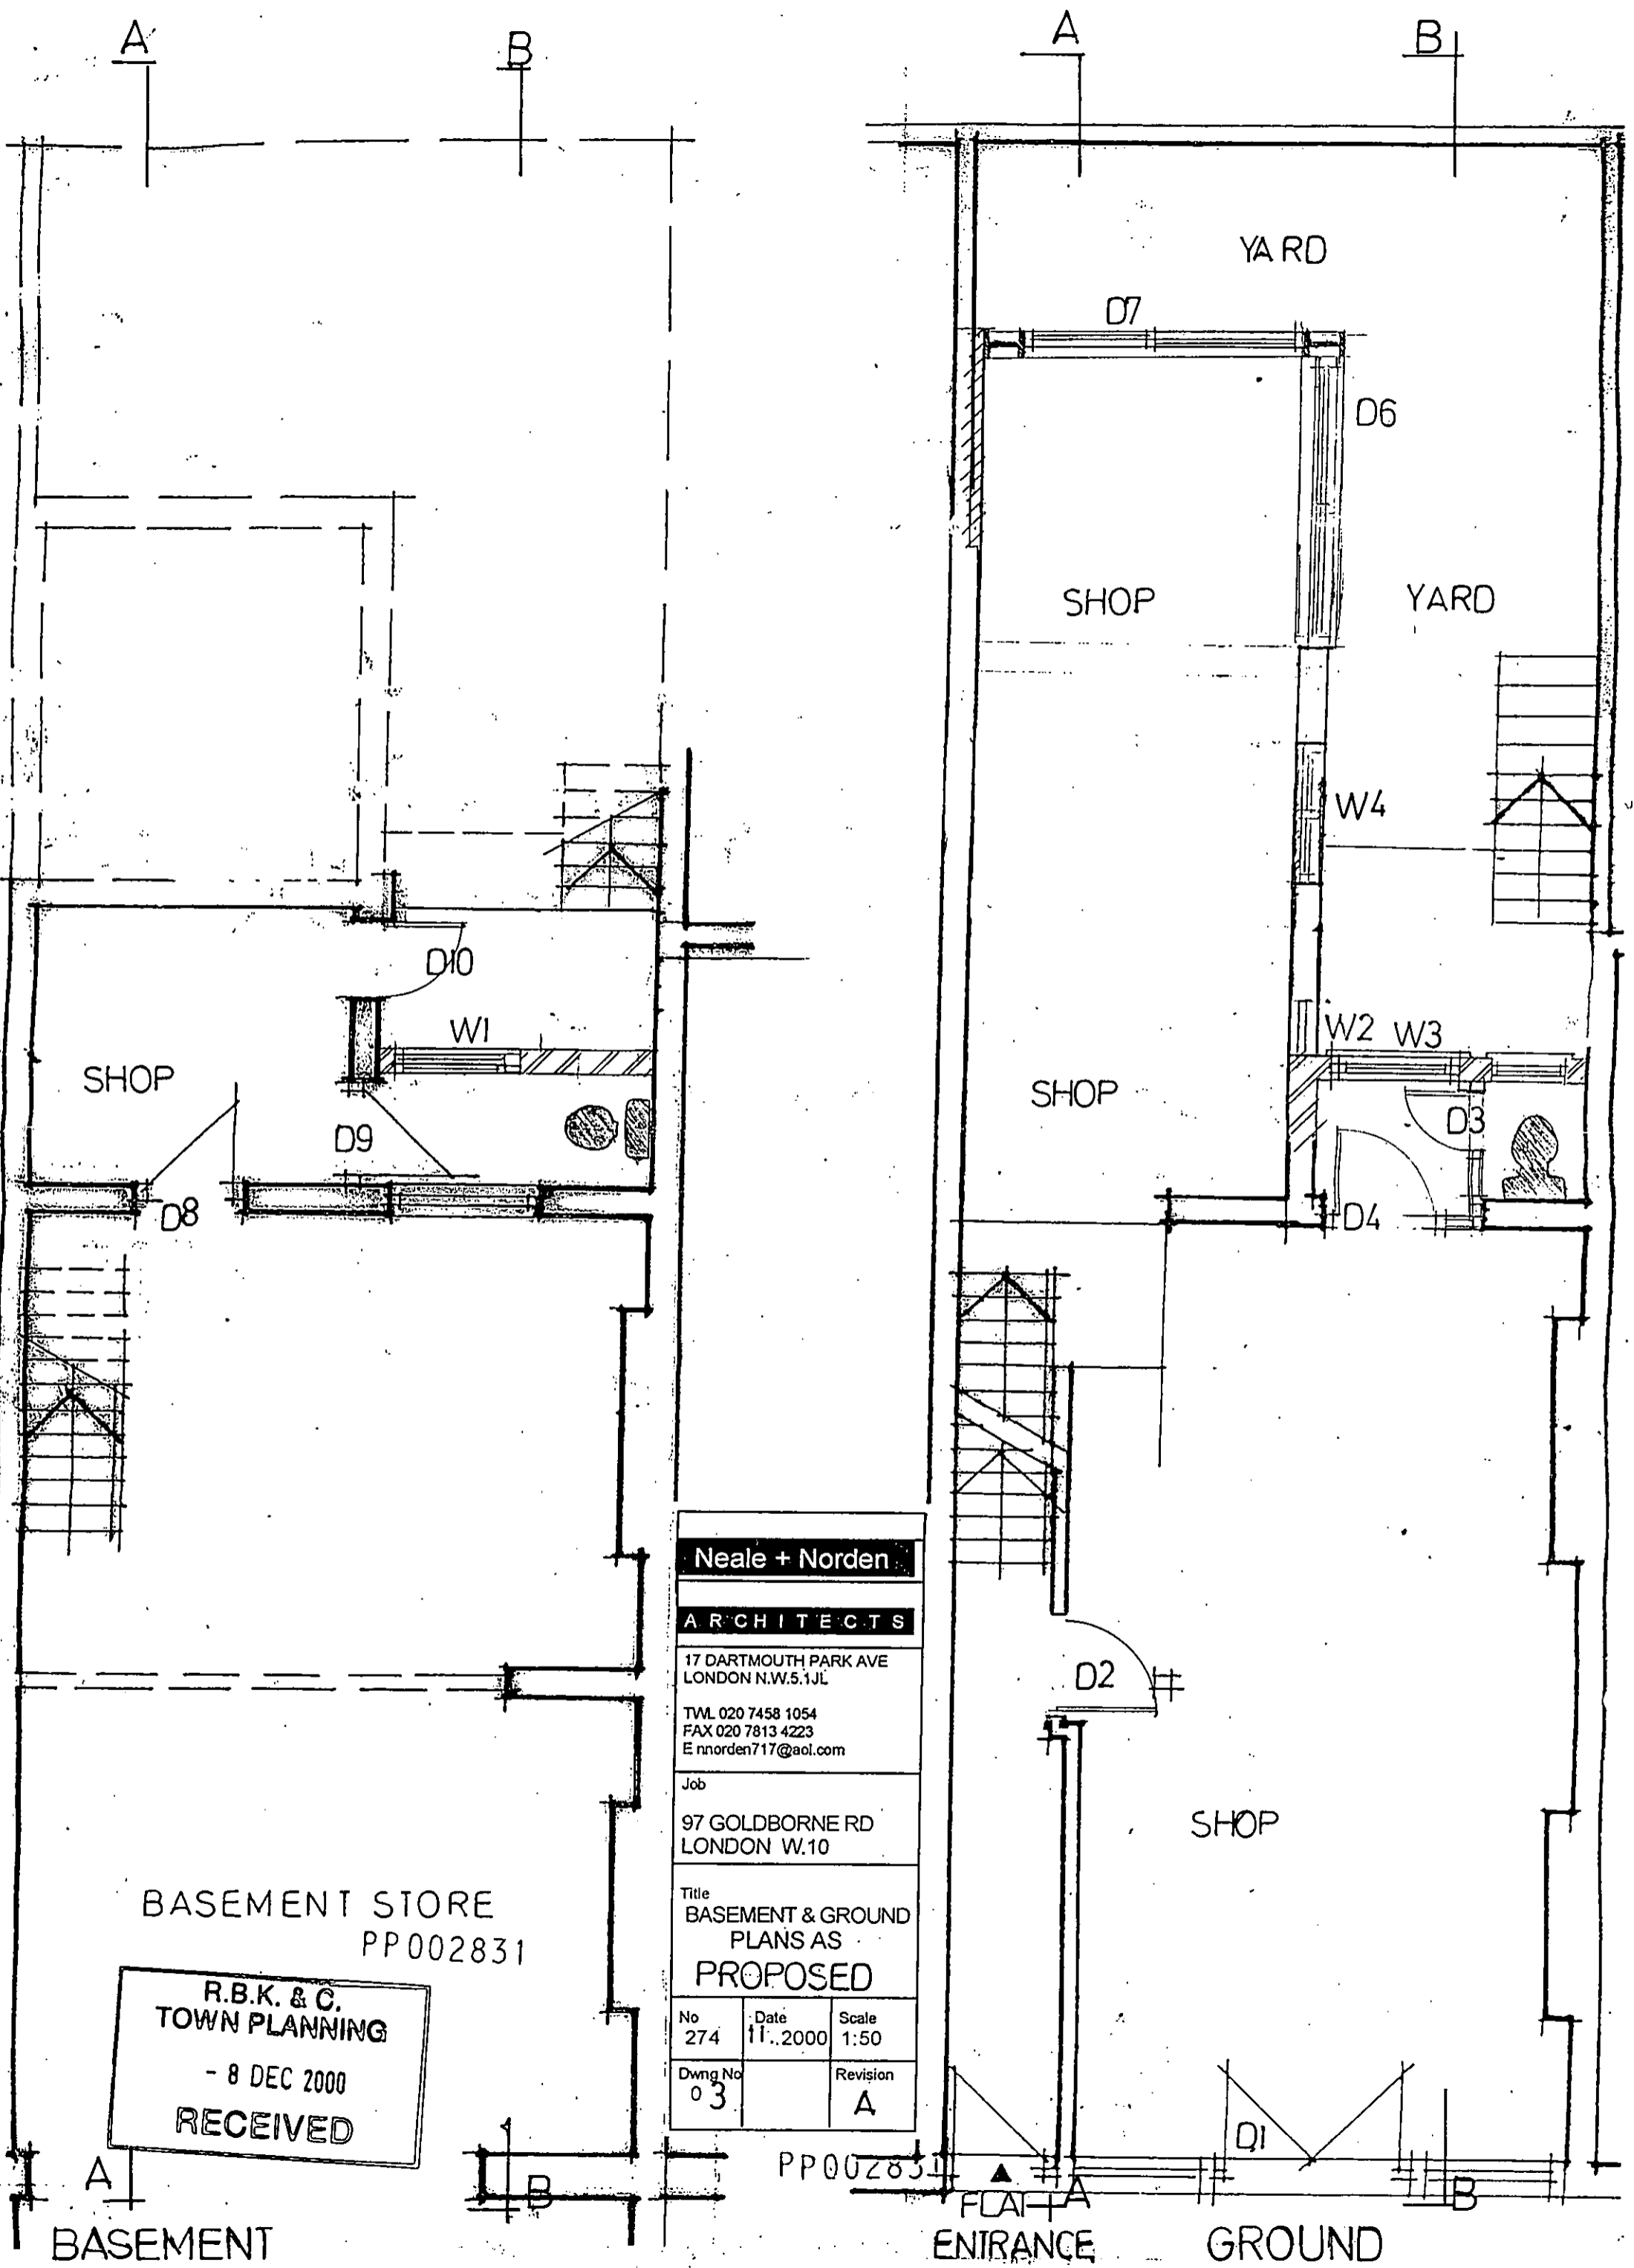 A
B
A
B
YARD
D7
D6
SHOP
YARD
W4
D10
W1
W2 W3
SHOP
SHOP
D3
D9
D8
D4
Neale + Norden
ARCHITECTS
17 DARTMOUTH PARK AVE
LONDON N.W.5.1JL
TWL 020 7458 1054
FAX 020 7813 4223
E nnorden717@aol.com
Job
97 GOLDBORNE RD
LONDON W.10
Title
BASEMENT & GROUND
PLANS AS
PROPOSED
No
274
Date
11..2000
Scale
1:50
Dwng No
03
Revision
A
D2
SHOP
BASEMENT STORE
PP002831
R.B.K. & C.
TOWN PLANNING
- 8 DEC 2000
RECEIVED
D1
PP002831
A
B
FLAT
A
B
BASEMENT
ENTRANCE
GROUND